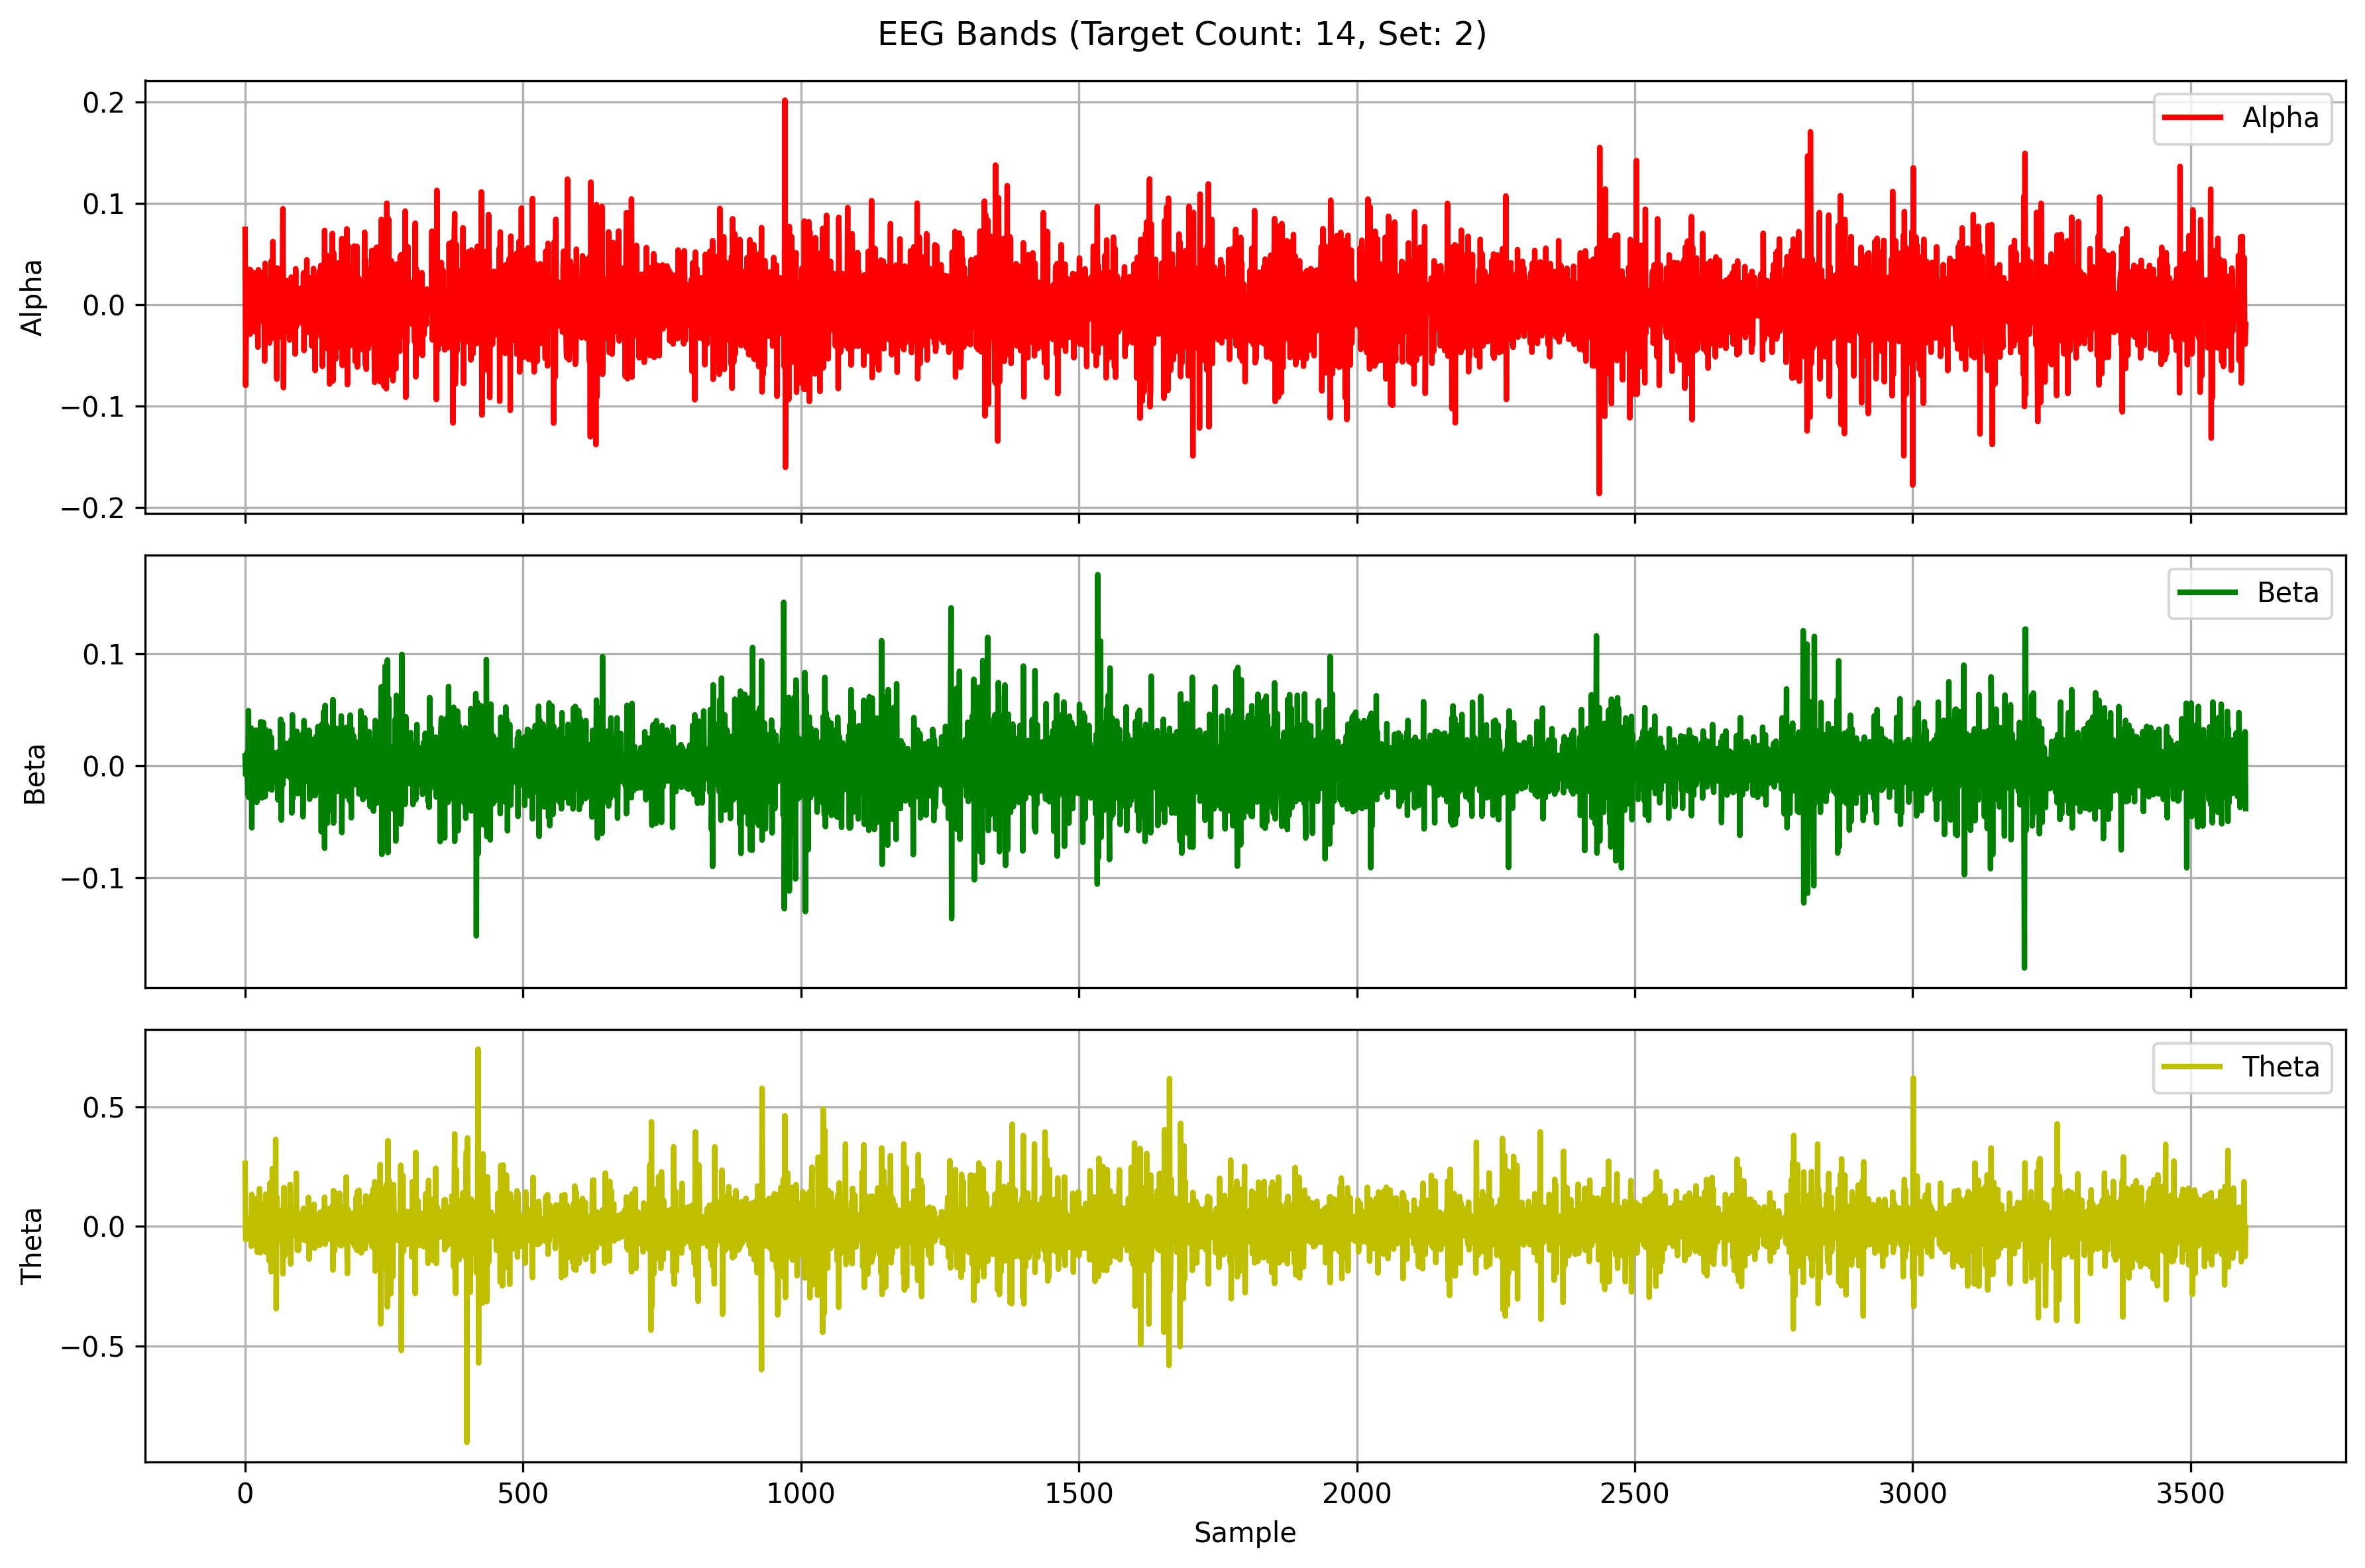 EEG Bands (Target Count: 14, Set: 2)
0.2
0.1
0.0
−0.1
−0.2
Alpha
Alpha
0.1
0.0
−0.1
Beta
Beta
0.5
0.0
−0.5
Theta
Theta
0 500 1000 1500 2000 2500 3000 3500
Sample